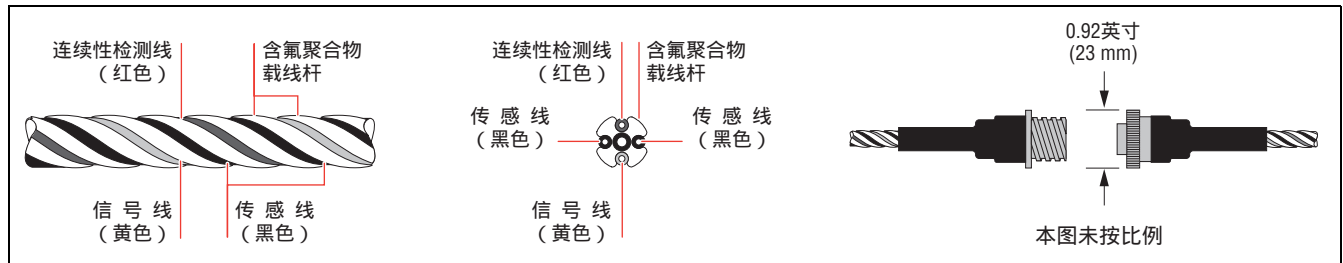 连续性检测线
（红色）
含氟聚合物
载线杆
信号线
（黄色）
传感线
（黑色）
连续性检测线
（红色）
含氟聚合物
载线杆
传感线
（黑色）
传感线
（黑色）
信号线
（黄色）
0.92英寸
(23 mm)
本图未按比例